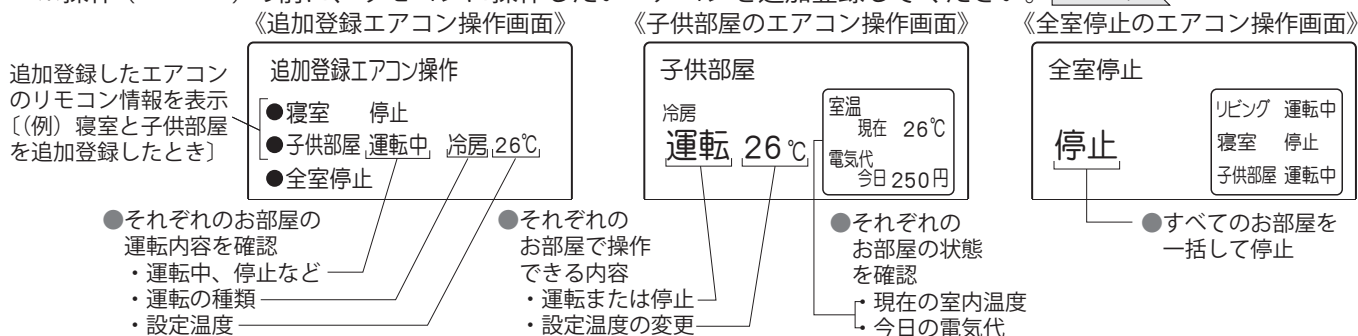 《追加登録エアコン操作画面》
《子供部屋のエアコン操作画面》
《全室停止のエアコン操作画面》
追加登録したエアコン
のリモコン情報を表示
〔(例) 寝室と子供部屋
を追加登録したとき〕
追加登録エアコン操作
●寝室 停止
●子供部屋 運転中 冷房 26℃
●全室停止
●それぞれのお部屋の
運転内容を確認
・運転中、停止など
・運転の種類
・設定温度
子供部屋
冷房
運転 26℃
室温
現在 26℃
電気代
今日 250円
●それぞれの
お部屋で操作
できる内容
・運転または停止
・設定温度の変更
●それぞれの
お部屋の状態
を確認
・現在の室内温度
・今日の電気代
全室停止
停止
リビング 運転中
寝室 停止
子供部屋 運転中
●すべてのお部屋を
一括して停止